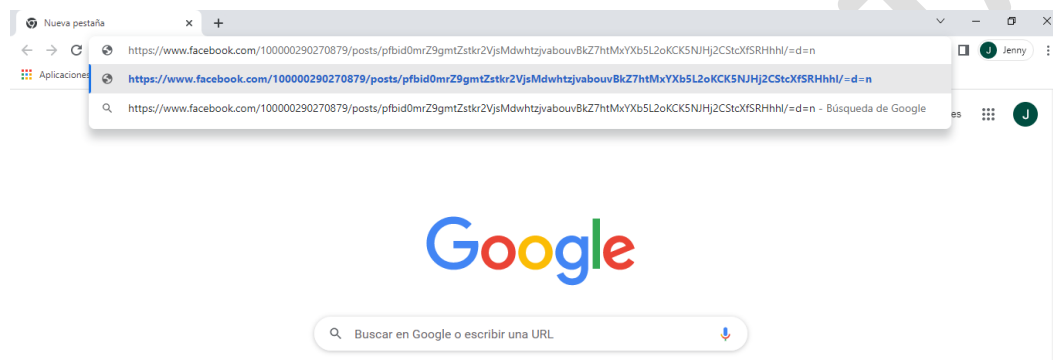 Nueva pestaña
https://www.facebook.com/100000290270879/posts/pfbid0mrZ9gmtZstkr2VjsMdwhtzjvabouvBkZ7htMxYXb5L2oKCK5NJHj2CStcXfSRHhhl/=d=n
Jenny
Aplicaciones
https://www.facebook.com/100000290270879/posts/pfbid0mrZ9gmtZstkr2VjsMdwhtzjvabouvBkZ7htMxYXb5L2oKCK5NJHj2CStcXfSRHhhl/=d=n
https://www.facebook.com/100000290270879/posts/pfbid0mrZ9gmtZstkr2VjsMdwhtzjvabouvBkZ7htMxYXb5L2oKCK5NJHj2CStcXfSRHhhl/=d=n - Búsqueda de Google
es
J
Google
Buscar en Google o escribir una URL